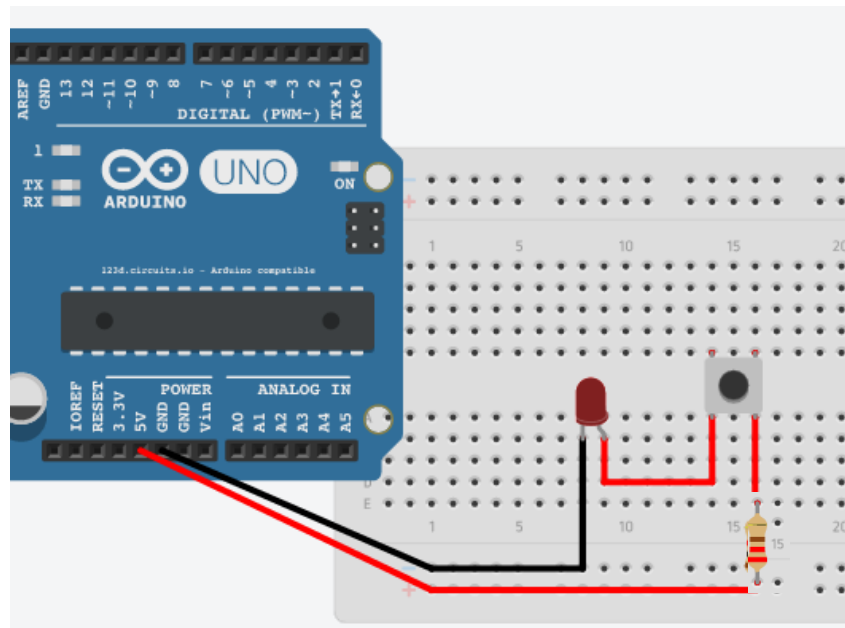 AREF GND 13 12 ~11 ~10 ~9 8 7 ~6 ~5 4 ~3 2 TX→1 RX←0
DIGITAL (PWM~)
1
TX
RX
UNO
ON
ARDUINO
- +
+
1 5 10 15 20
123d.circuits.io - Arduino compatible
IOREF RESET 3.3V 5V GND GND Vin A0 A1 A2 A3 A4 A5
POWER ANALOG IN
E
1 5 10 15 20
15
-
+